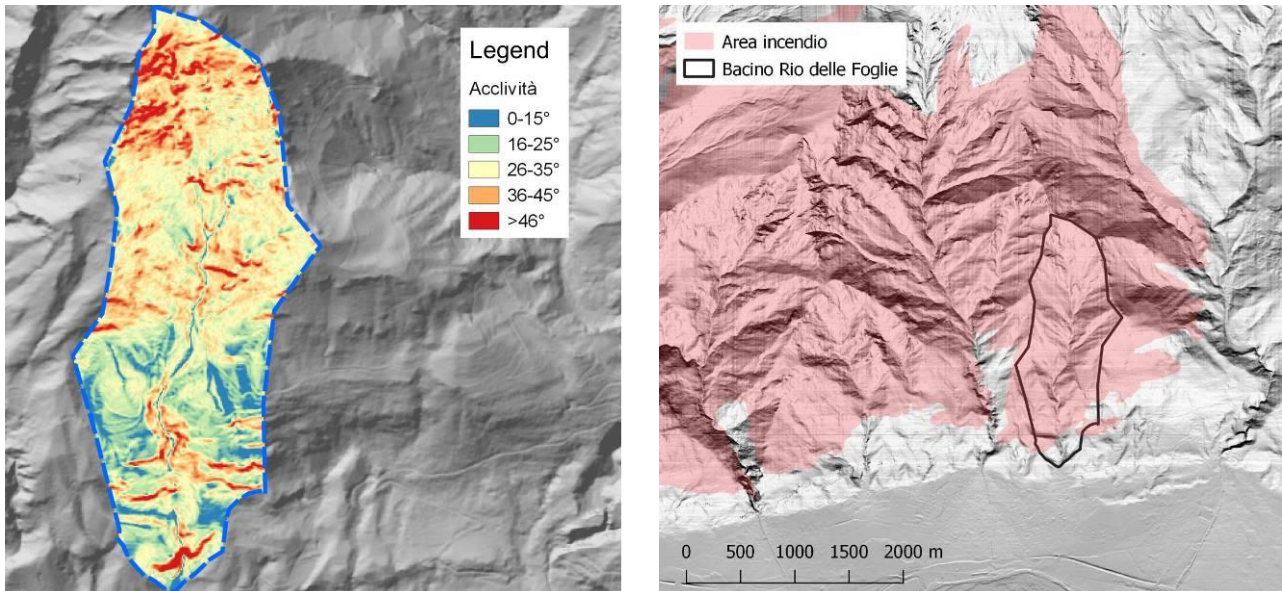 Legend
Acclività
0-15°
16-25°
26-35°
36-45°
>46°
Area incendio
Bacino Rio delle Foglie
0 500 1000 1500 2000 m